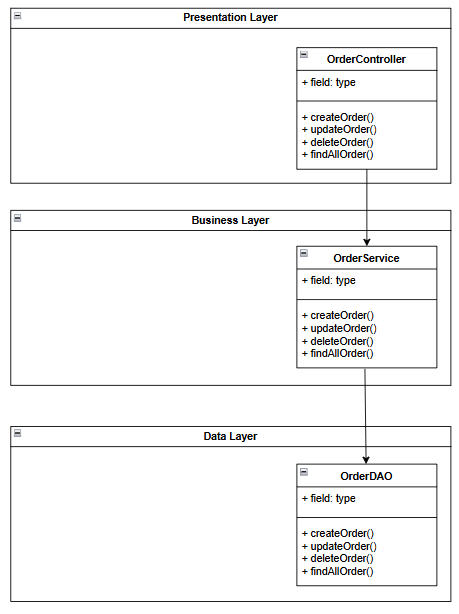 Presentation Layer
OrderController
+ field: type
+ createOrder()
+ updateOrder()
+ deleteOrder()
+ findAllOrder()
Business Layer
OrderService
+ field: type
+ createOrder()
+ updateOrder()
+ deleteOrder()
+ findAllOrder()
Data Layer
OrderDAO
+ field: type
+ createOrder()
+ updateOrder()
+ deleteOrder()
+ findAllOrder()